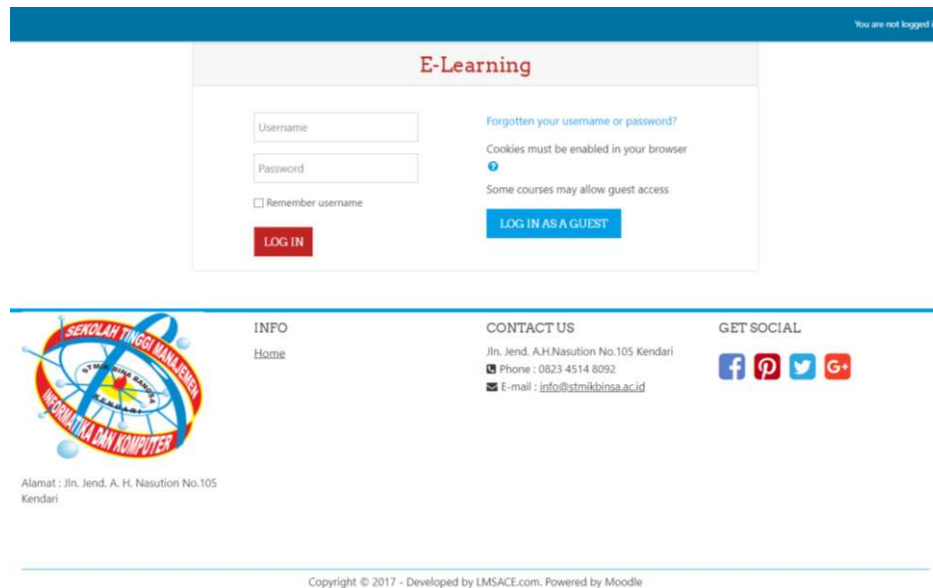 You are not logged
E-Learning
Username
Password
Remember username
LOG IN
Forgotten your username or password?
Cookies must be enabled in your browser
Some courses may allow guest access
LOG IN AS A GUEST
SEKOLAH TINGGI MANAJEMEN
STMIK BINA BANGSA
KENDARI
INFORMATIKA DAN KOMPUTER
Alamat : Jln. Jend. A. H. Nasution No.105
Kendari
INFO
Home
CONTACT US
Jln. Jend. A.H.Nasution No.105 Kendari
Phone : 0823 4514 8092
E-mail : info@stmikbinsa.ac.id
GET SOCIAL
Copyright © 2017 - Developed by LMSACE.com. Powered by Moodle